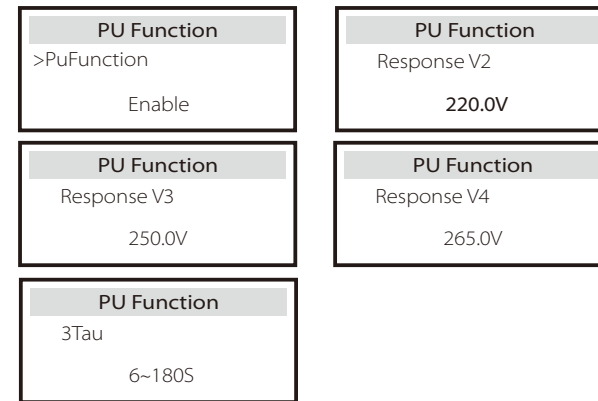 PU Function
>PuFunction
Enable
PU Function
Response V2
220.0V
PU Function
Response V3
250.0V
PU Function
Response V4
265.0V
PU Function
3Tau
6~180S